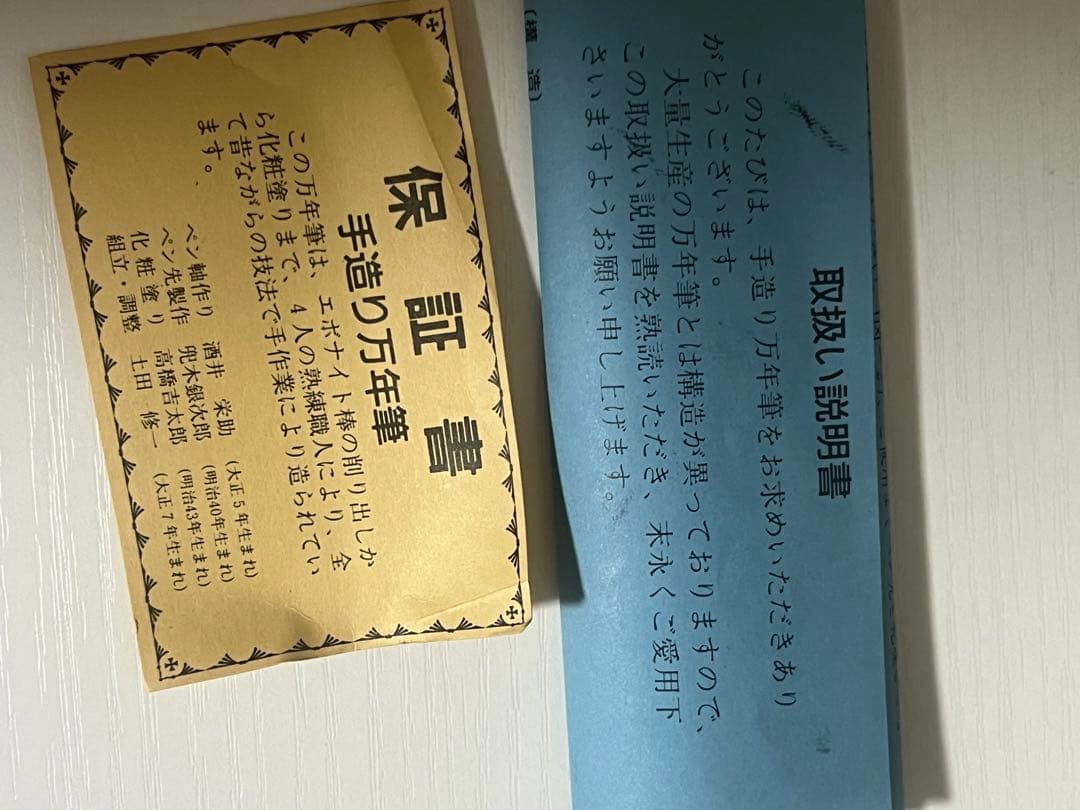 保証書
手造り万年筆
この万年筆は、エボナイト棒の削り出しか
ら化粧塗りまで、4人の熟練職人により、全
て昔ながらの技法で手作業により造られてい
ます。
ペン軸作り 酒井 栄助 (大正5年生まれ)
ペン先製作 兜木銀次郎 (明治40年生まれ)
化粧塗り 高橋吉太郎 (明治43年生まれ)
組立・調整 土田 修一 (大正7年生まれ)
取扱い説明書
このたびは、手造り万年筆をお求めいただきあり
がとうございます。
大量生産の万年筆とは構造が異っておりますので、
この取扱い説明書を熟読いただき、末永くご愛用下
さいますようお願い申し上げます。
(構造)